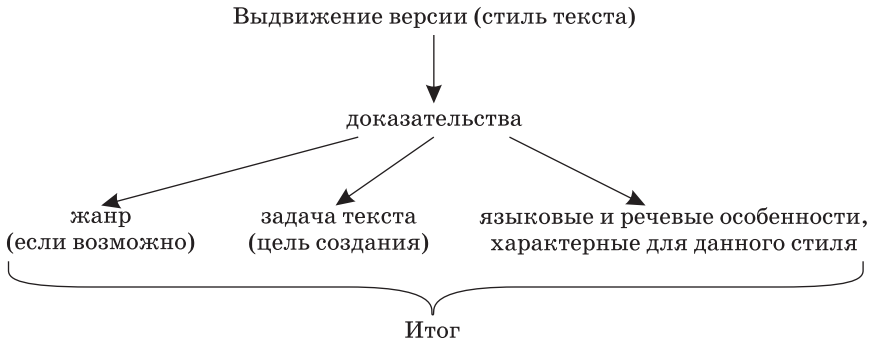 Выдвижение версии (стиль текста)
доказательства
жанр
(если возможно)
задача текста
(цель создания)
языковые и речевые особенности,
характерные для данного стиля
Итог